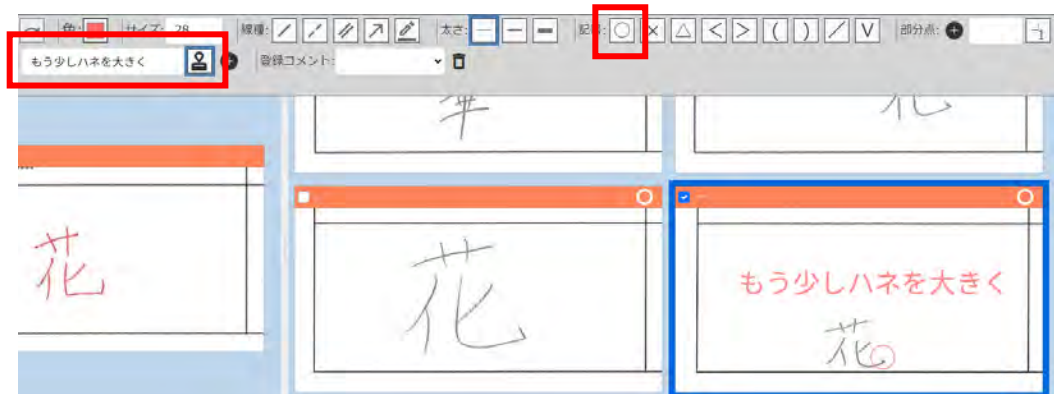 色: サイズ: 28 線種: 太さ: 記号: ○ × △ < > ( ) / V 部分点: -1
もう少しハネを大きく 登録コメント:
花
花
もう少しハネを大きく
花